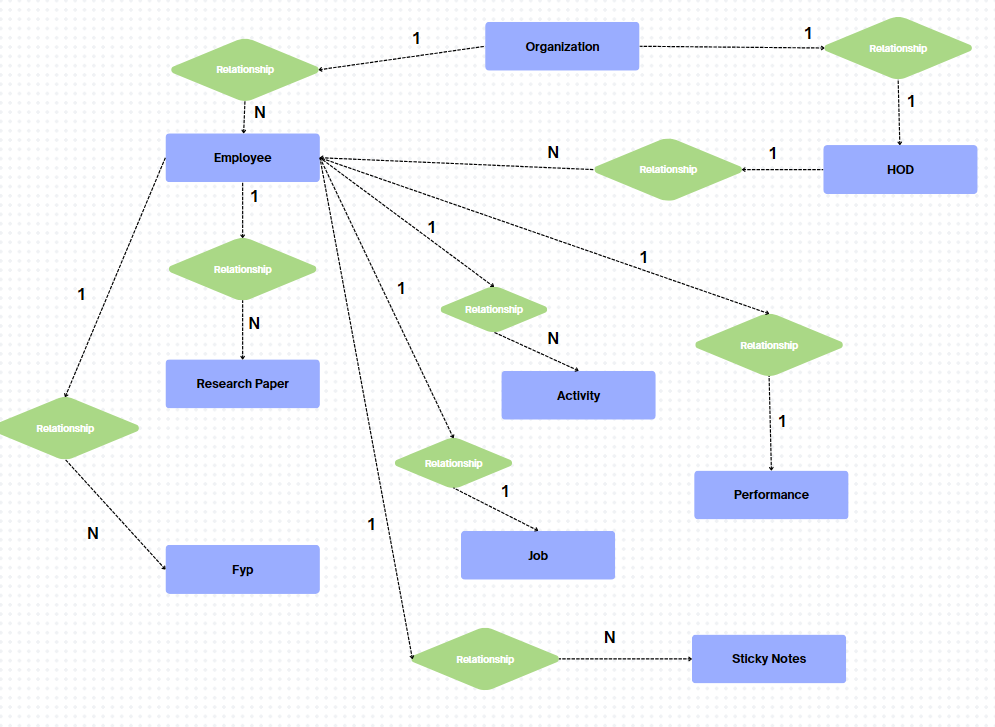 Organization
1
1
Relationship
Relationship
1
N
Employee
N
1
Relationship
HOD
1
1
1
1
Relationship
1
1
Relationship
N
N
Relationship
Research Paper
Activity
Relationship
1
Relationship
1
Performance
1
N
Job
Fyp
N
Relationship
Sticky Notes